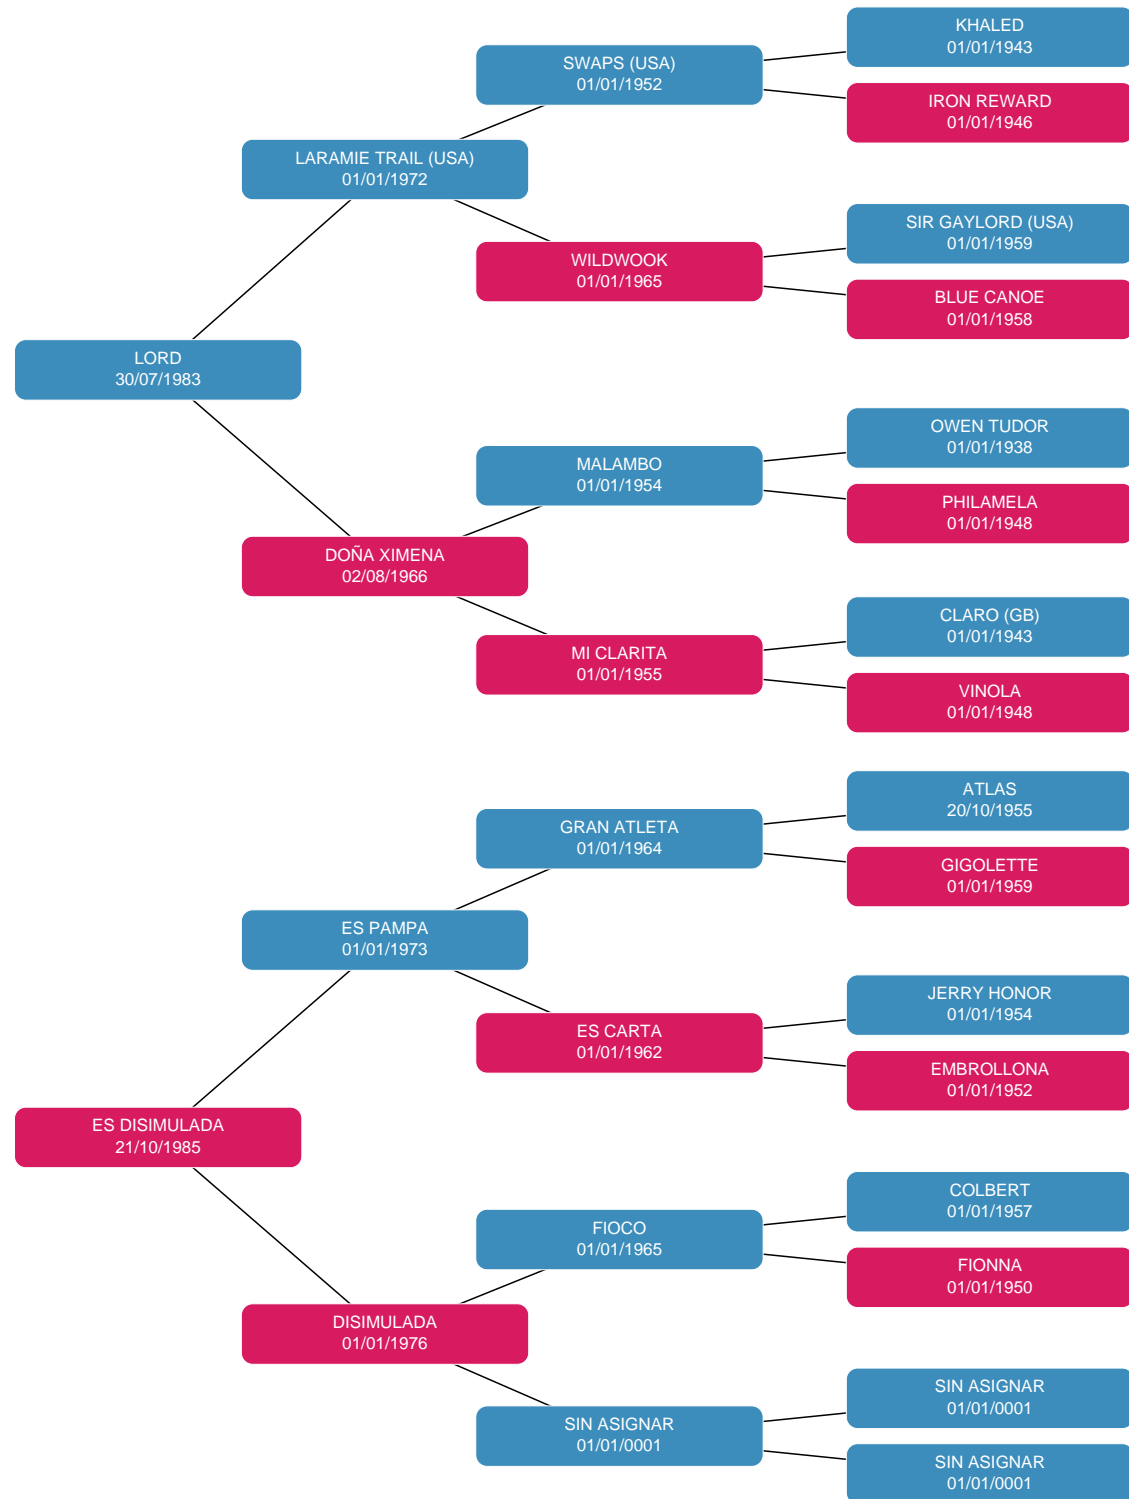 KHALED
01/01/1943
SWAPS (USA)
01/01/1952
IRON REWARD
01/01/1946
LARAMIE TRAIL (USA)
01/01/1972
SIR GAYLORD (USA)
01/01/1959
WILDWOOK
01/01/1965
BLUE CANOE
01/01/1958
LORD
30/07/1983
OWEN TUDOR
01/01/1938
MALAMBO
01/01/1954
PHILAMELA
01/01/1948
DOÑA XIMENA
02/08/1966
CLARO (GB)
01/01/1943
MI CLARITA
01/01/1955
VINOLA
01/01/1948
ATLAS
20/10/1955
GRAN ATLETA
01/01/1964
GIGOLETTE
01/01/1959
ES PAMPA
01/01/1973
JERRY HONOR
01/01/1954
ES CARTA
01/01/1962
EMBROLLONA
01/01/1952
ES DISIMULADA
21/10/1985
COLBERT
01/01/1957
FIOCO
01/01/1965
FIONNA
01/01/1950
DISIMULADA
01/01/1976
SIN ASIGNAR
01/01/0001
SIN ASIGNAR
01/01/0001
SIN ASIGNAR
01/01/0001